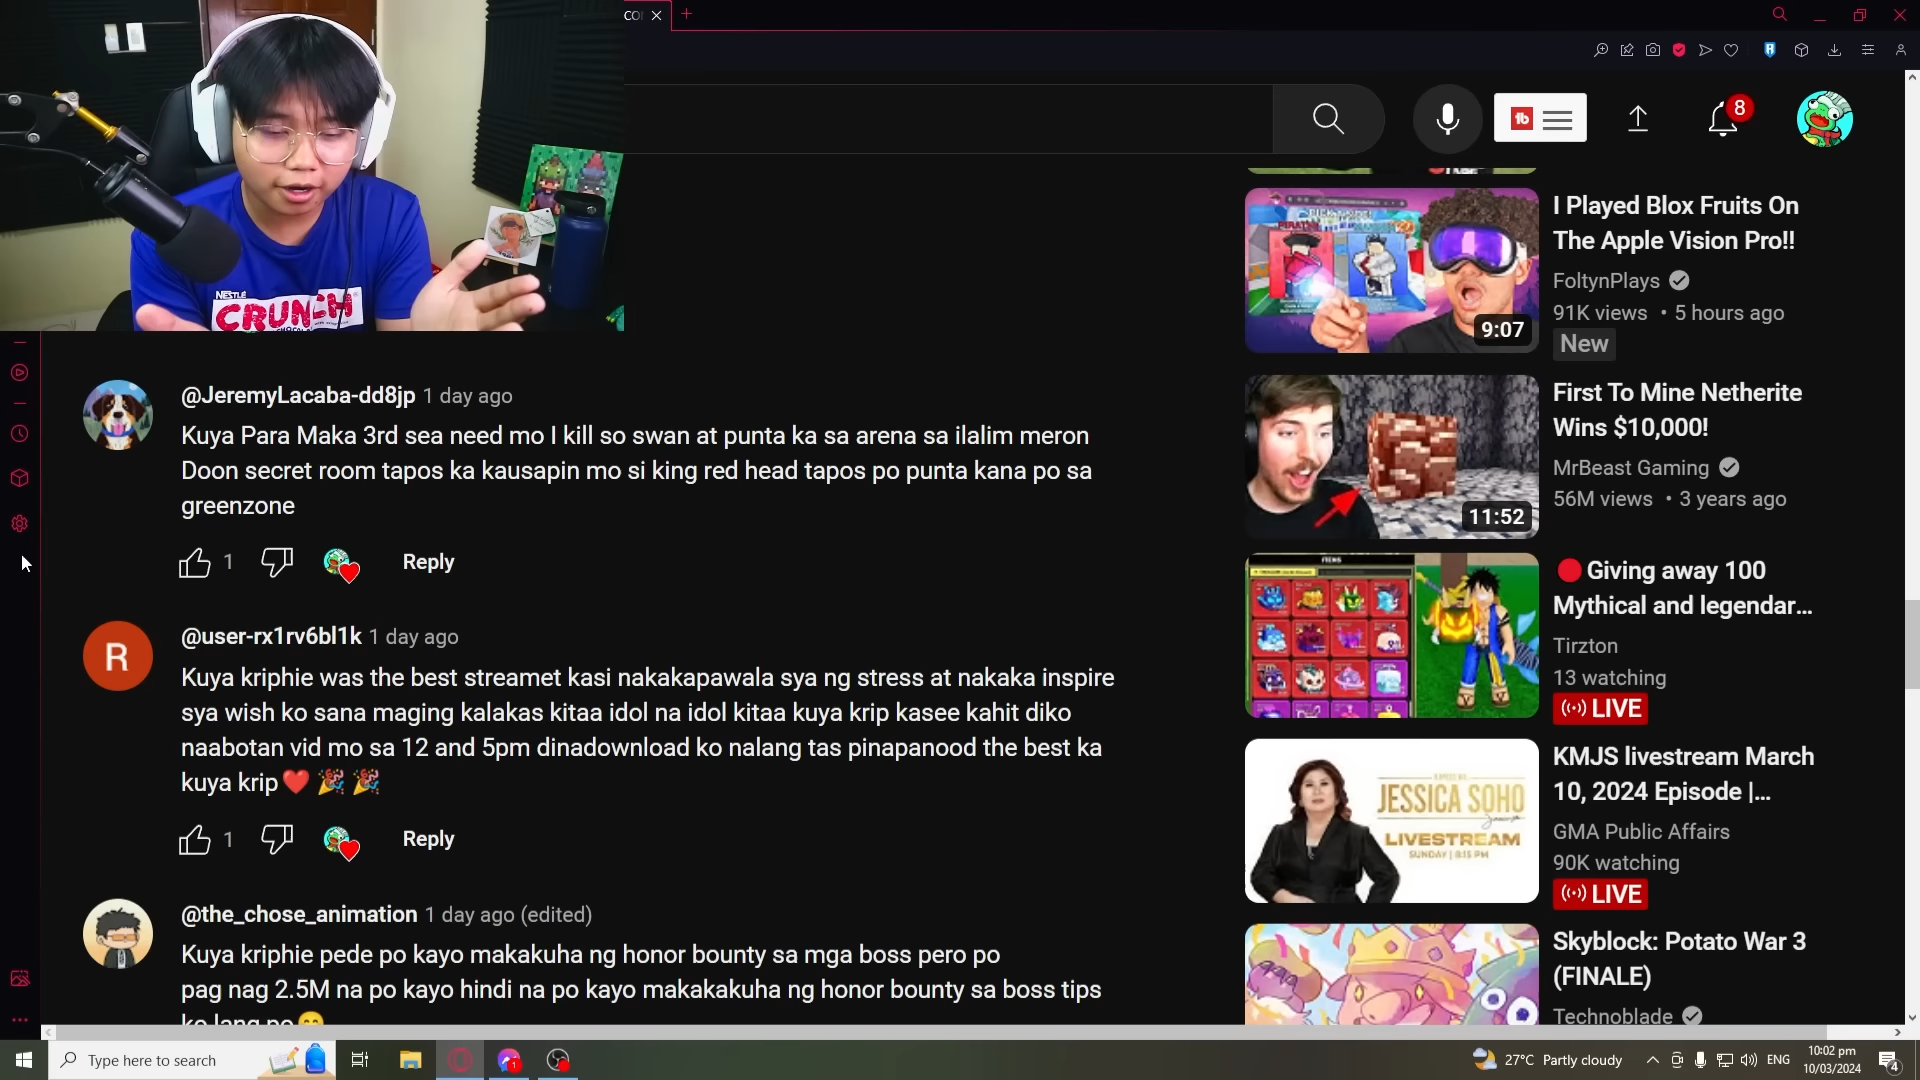 8
NESTLE
CRUNCH
@JeremyLacaba-dd8jp 1 day ago
Kuya Para Maka 3rd sea need mo I kill so swan at punta ka sa arena sa ilalim meron
Doon secret room tapos ka kausapin mo si king red head tapos po punta kana po sa
greenzone
1 Reply
@user-rx1rv6bl1k 1 day ago
Kuya kriphie was the best streamet kasi nakakapawala sya ng stress at nakaka inspire
sya wish ko sana maging kalakas kitaa idol na idol kitaa kuya krip kasee kahit diko
naabotan vid mo sa 12 and 5pm dinadownload ko nalang tas pinapanood the best ka
kuya krip❤️ 🎉 🎉
1 Reply
R
@the_chose_animation 1 day ago (edited)
Kuya kriphie pede po kayo makakuha ng honor bounty sa mga boss pero po
pag nag 2.5M na po kayo hindi na po kayo makakakuha ng honor bounty sa boss tips
ko lang po😊
I Played Blox Fruits On
The Apple Vision Pro!!
FoltynPlays
91K views • 5 hours ago
New
9:07
First To Mine Netherite
Wins $10,000!
MrBeast Gaming
56M views • 3 years ago
11:52
🔴Giving away 100
Mythical and legendar...
Tirzton
13 watching
LIVE
KMJS livestream March
10, 2024 Episode |...
GMA Public Affairs
90K watching
LIVE
JESSICA SOHO
LIVESTREAM
SUNDAY | 8:15 PM
Skyblock: Potato War 3
(FINALE)
Technoblade
Type here to search
1
27°C Partly cloudy
ENG
10:02 pm
10/03/2024
4